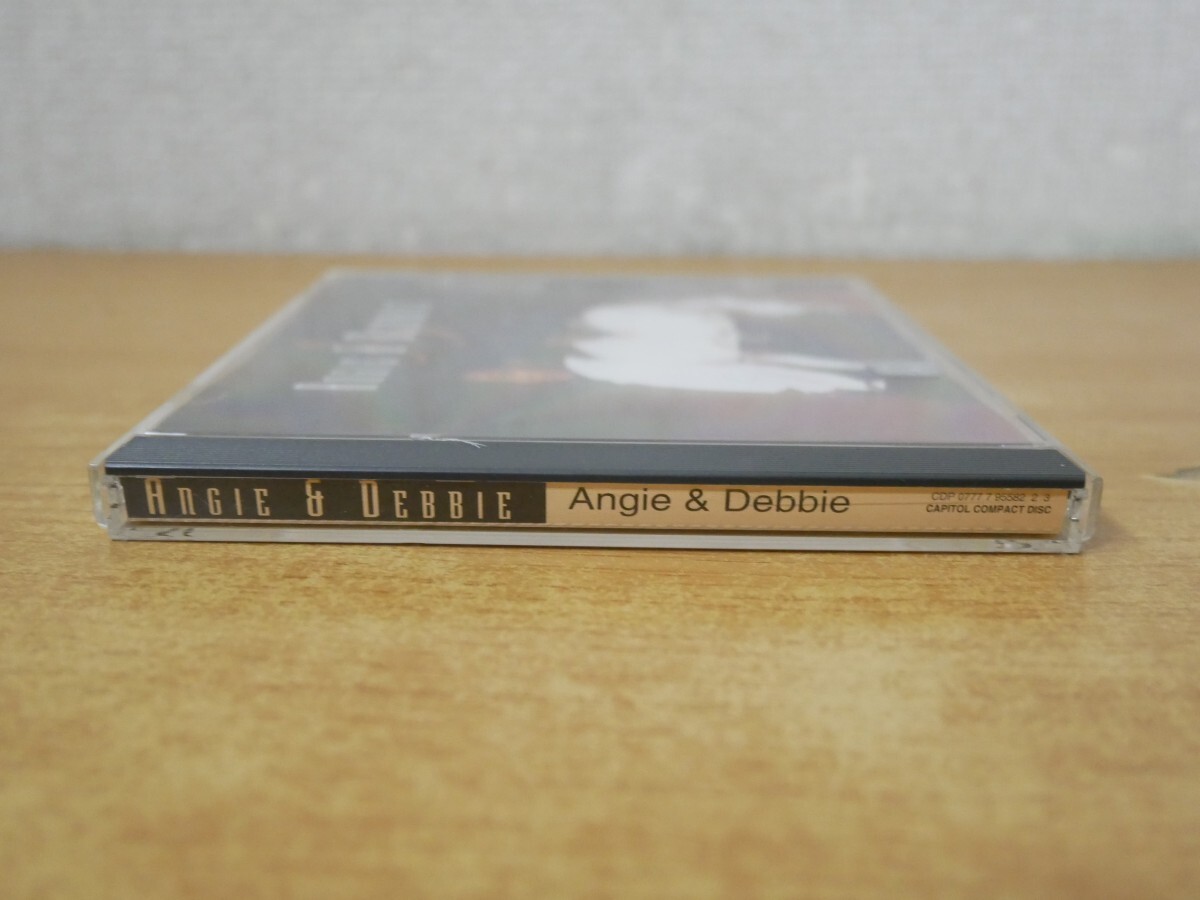 ANGIE & DEBBIE
Angie & Debbie
CDP 0777 7 95582 2 3
CAPITOL COMPACT DISC